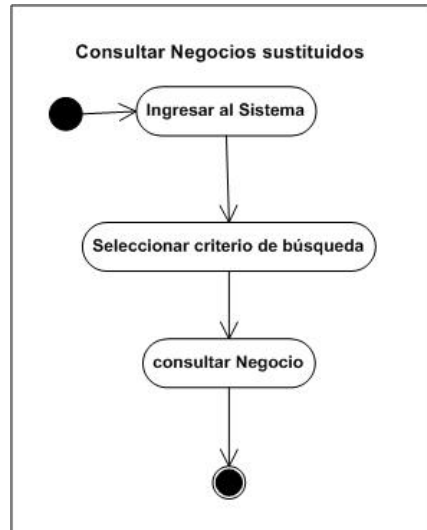 Consultar Negocios sustituidos
Ingresar al Sistema
Seleccionar criterio de búsqueda
consultar Negocio